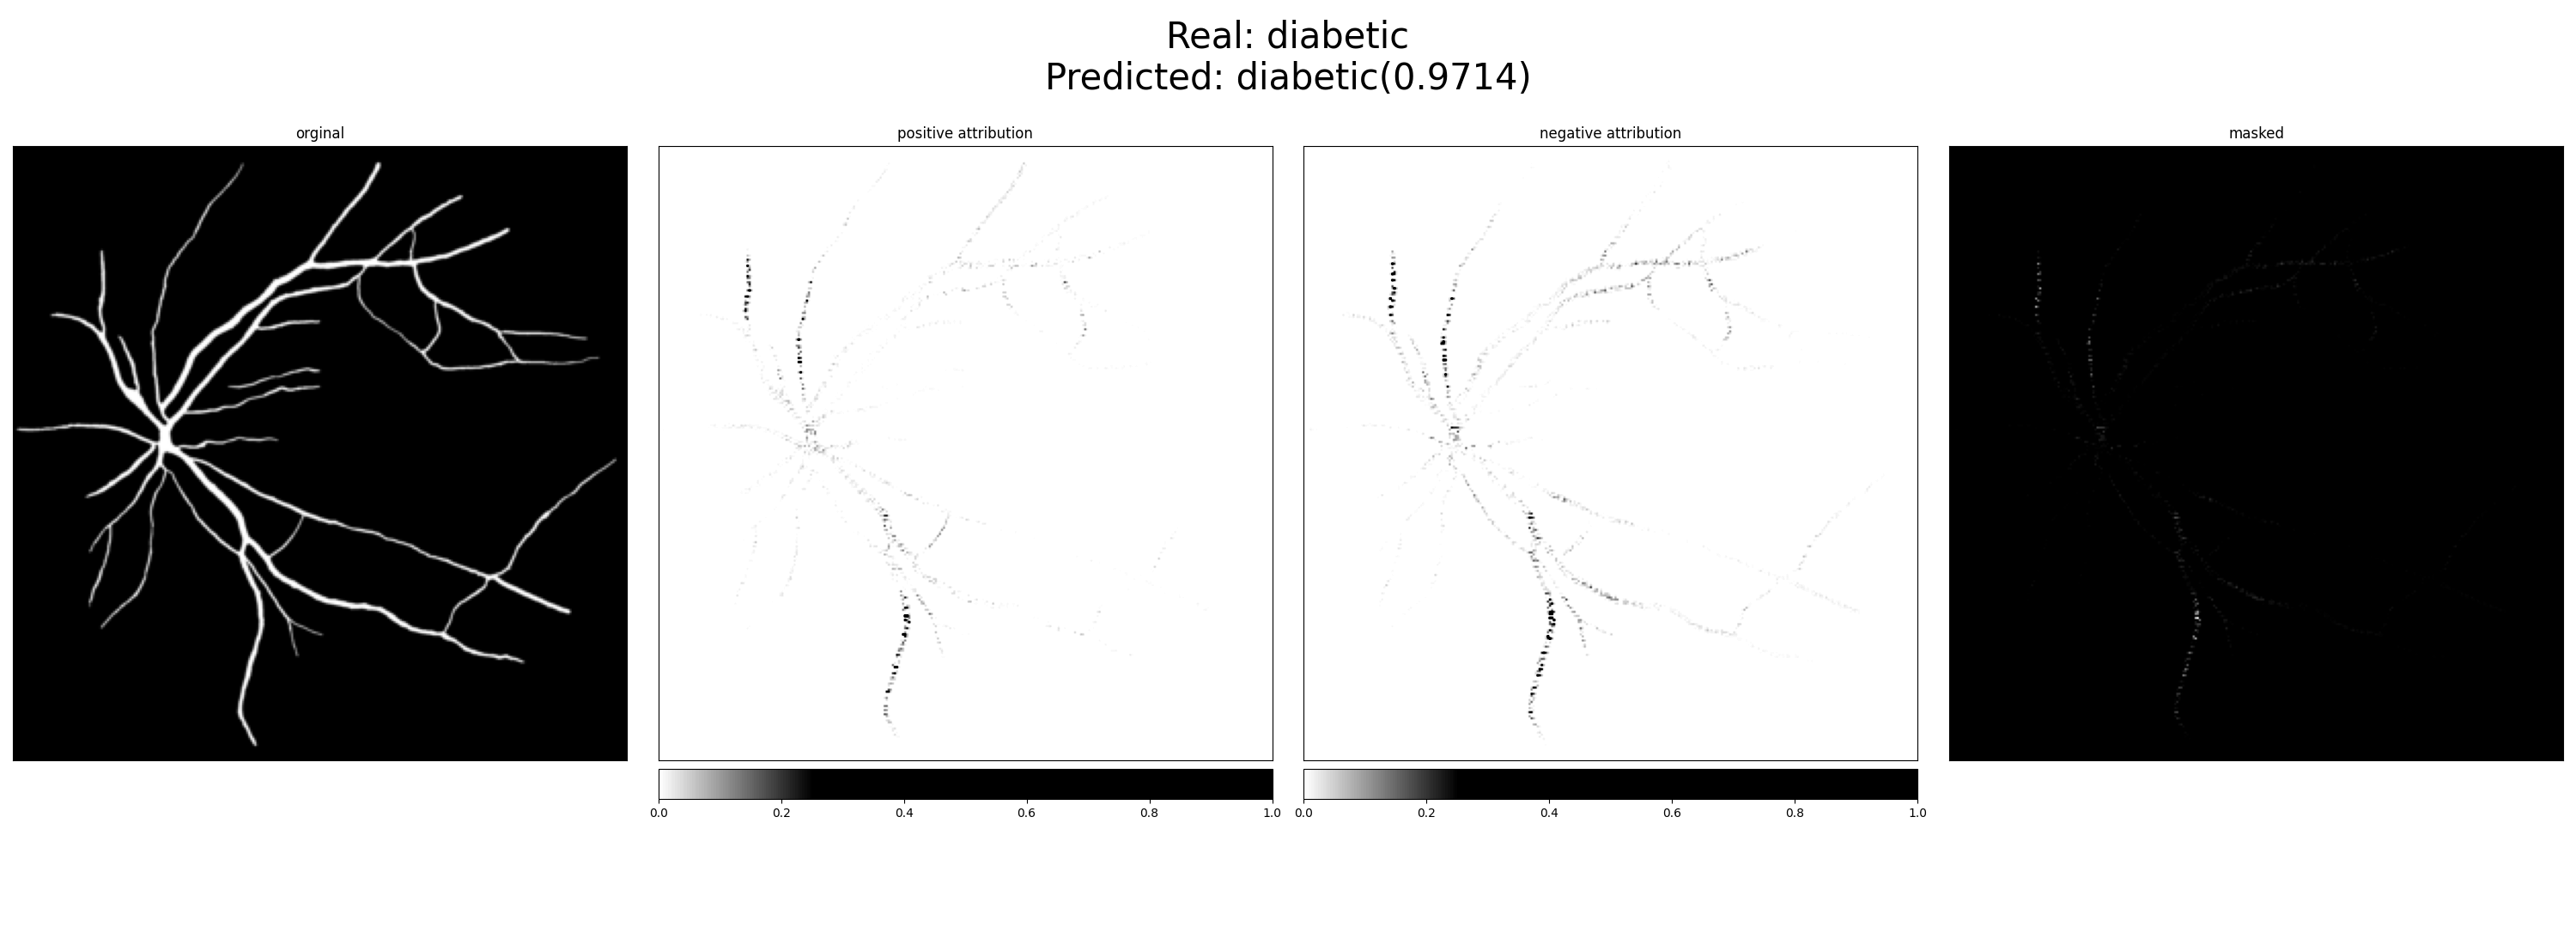 Real: diabetic
Predicted: diabetic(0.9714)
orginal
positive attribution
negative attribution
masked
0.0 0.2 0.4 0.6 0.8 1.0
0.0 0.2 0.4 0.6 0.8 1.0